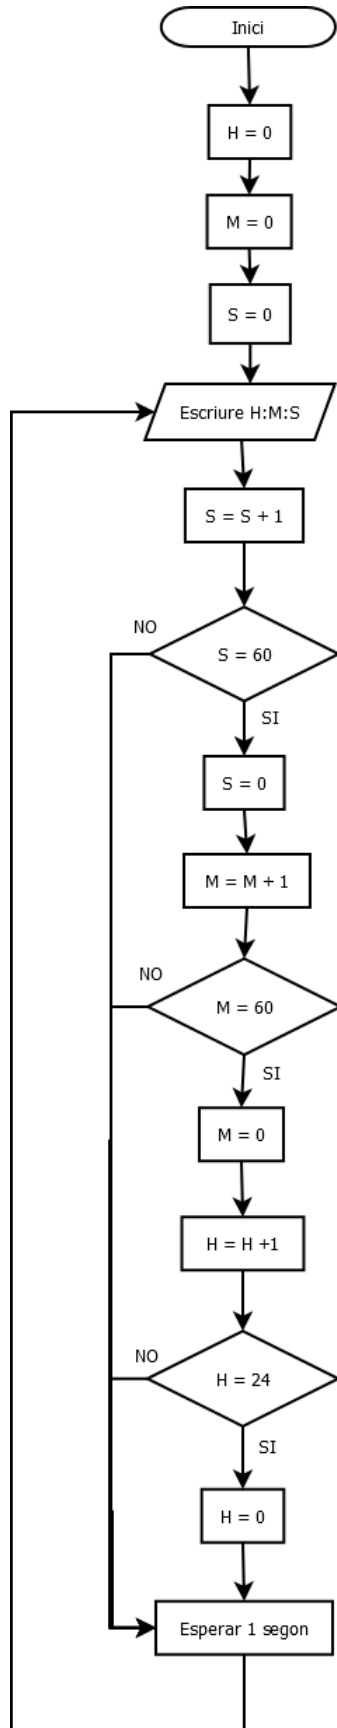 Inici
H = 0
M = 0
S = 0
Escriure H:M:S
S = S + 1
NO
S = 60
SI
S = 0
M = M + 1
NO
M = 60
SI
M = 0
H = H +1
NO
H = 24
SI
H = 0
Esperar 1 segon